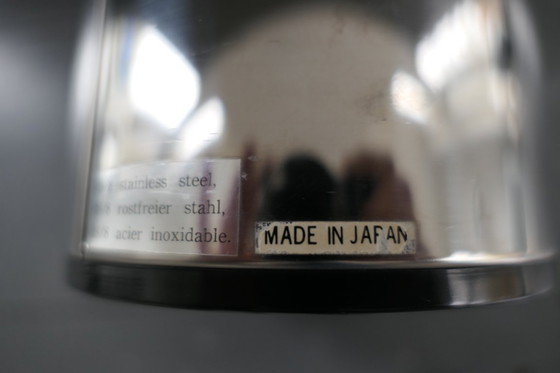 stainless steel,
rostfreier stahl,
acier inoxidable.
MADE IN JAPAN